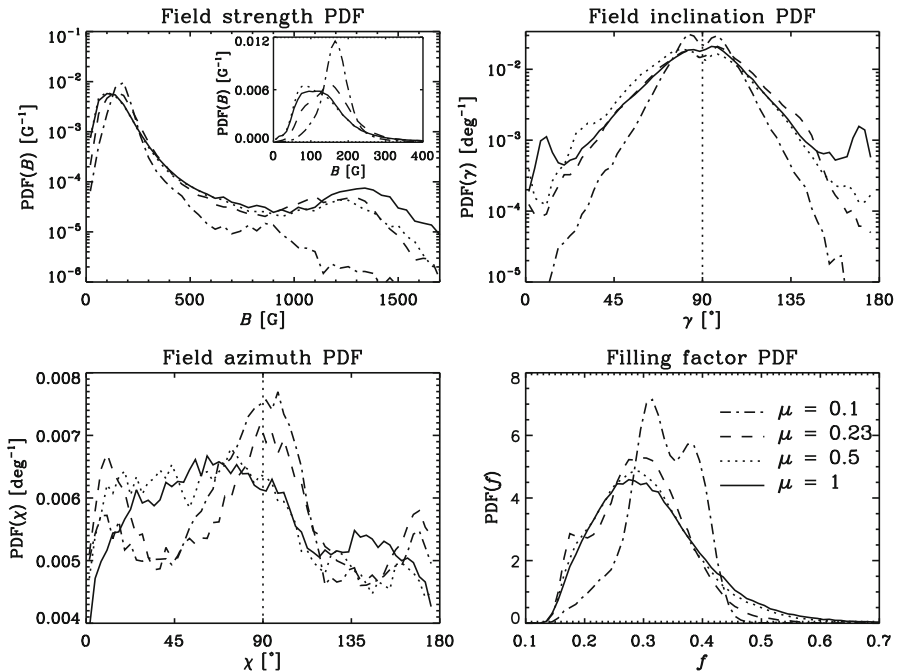 Field strength PDF
10⁻¹
10⁻²
10⁻³
10⁻⁴
10⁻⁵
10⁻⁶
PDF(B) [G⁻¹]
0 500 1000 1500
B [G]
0.012
0.006
0.000
PDF(B) [G⁻¹]
0 100 200 300 400
B [G]
Field inclination PDF
10⁻²
10⁻³
10⁻⁴
10⁻⁵
PDF(γ) [deg⁻¹]
0 45 90 135 180
γ [°]
Field azimuth PDF
0.008
0.007
0.006
0.005
0.004
PDF(χ) [deg⁻¹]
0 45 90 135 180
χ [°]
Filling factor PDF
8
6
4
2
0
PDF(f)
μ = 0.1
μ = 0.23
μ = 0.5
μ = 1
0.1 0.2 0.3 0.4 0.5 0.6 0.7
f